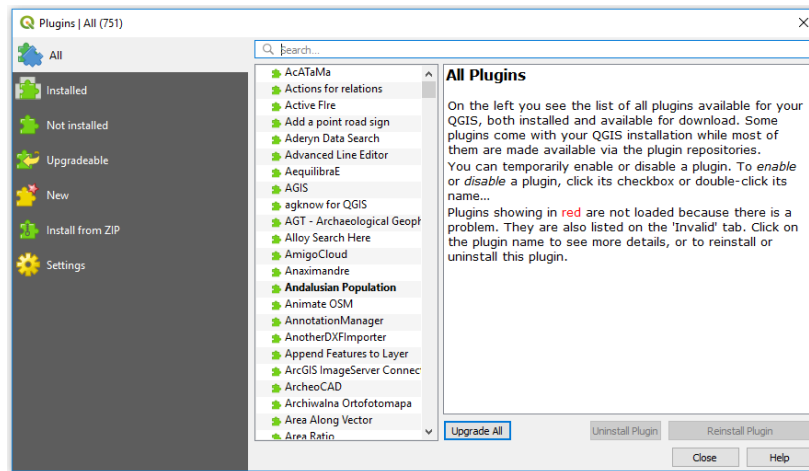 Plugins | All (751)
All
Installed
Not installed
Upgradeable
New
Install from ZIP
Settings
Search...
AcATaMa
Actions for relations
Active FIre
Add a point road sign
Aderyn Data Search
Advanced Line Editor
AequilibraE
AGIS
agknow for QGIS
AGT - Archaeological Geoph
Alloy Search Here
AmigoCloud
Anaximandre
Andalusian Population
Animate OSM
AnnotationManager
AnotherDXFImporter
Append Features to Layer
ArcGIS ImageServer Connec
ArcheoCAD
Archiwalna Ortofotomapa
Area Along Vector
Area Ratio
All Plugins
On the left you see the list of all plugins available for your
QGIS, both installed and available for download. Some
plugins come with your QGIS installation while most of
them are made available via the plugin repositories.
You can temporarily enable or disable a plugin. To enable
or disable a plugin, click its checkbox or double-click its
name...
Plugins showing in red are not loaded because there is a
problem. They are also listed on the 'Invalid' tab. Click on
the plugin name to see more details, or to reinstall or
uninstall this plugin.
Upgrade All
Uninstall Plugin
Reinstall Plugin
Close
Help